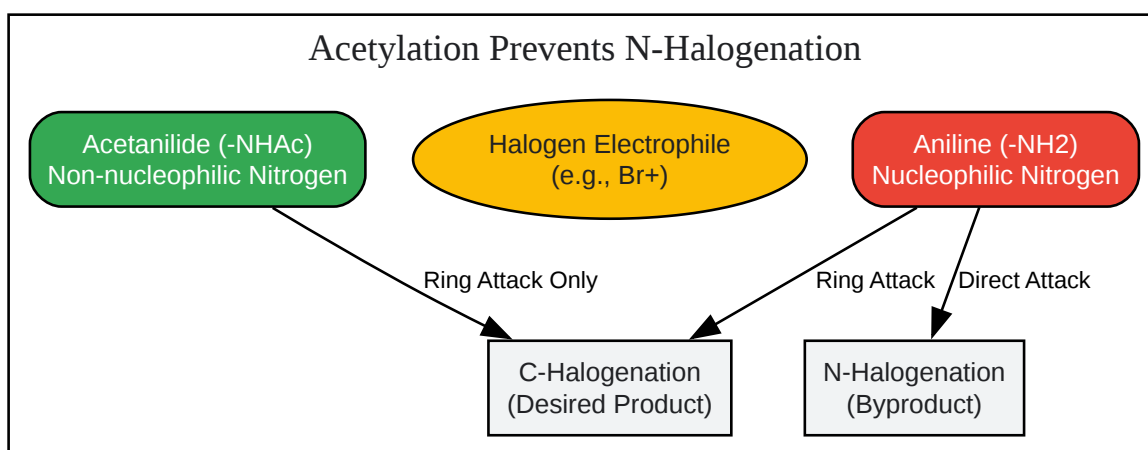 Acetylation Prevents N-Halogenation
Acetanilide (-NHAc)
Non-nucleophilic Nitrogen
Halogen Electrophile
(e.g., Br+)
Aniline (-NH2)
Nucleophilic Nitrogen
Ring Attack Only
Ring Attack
Direct Attack
C-Halogenation
(Desired Product)
N-Halogenation
(Byproduct)